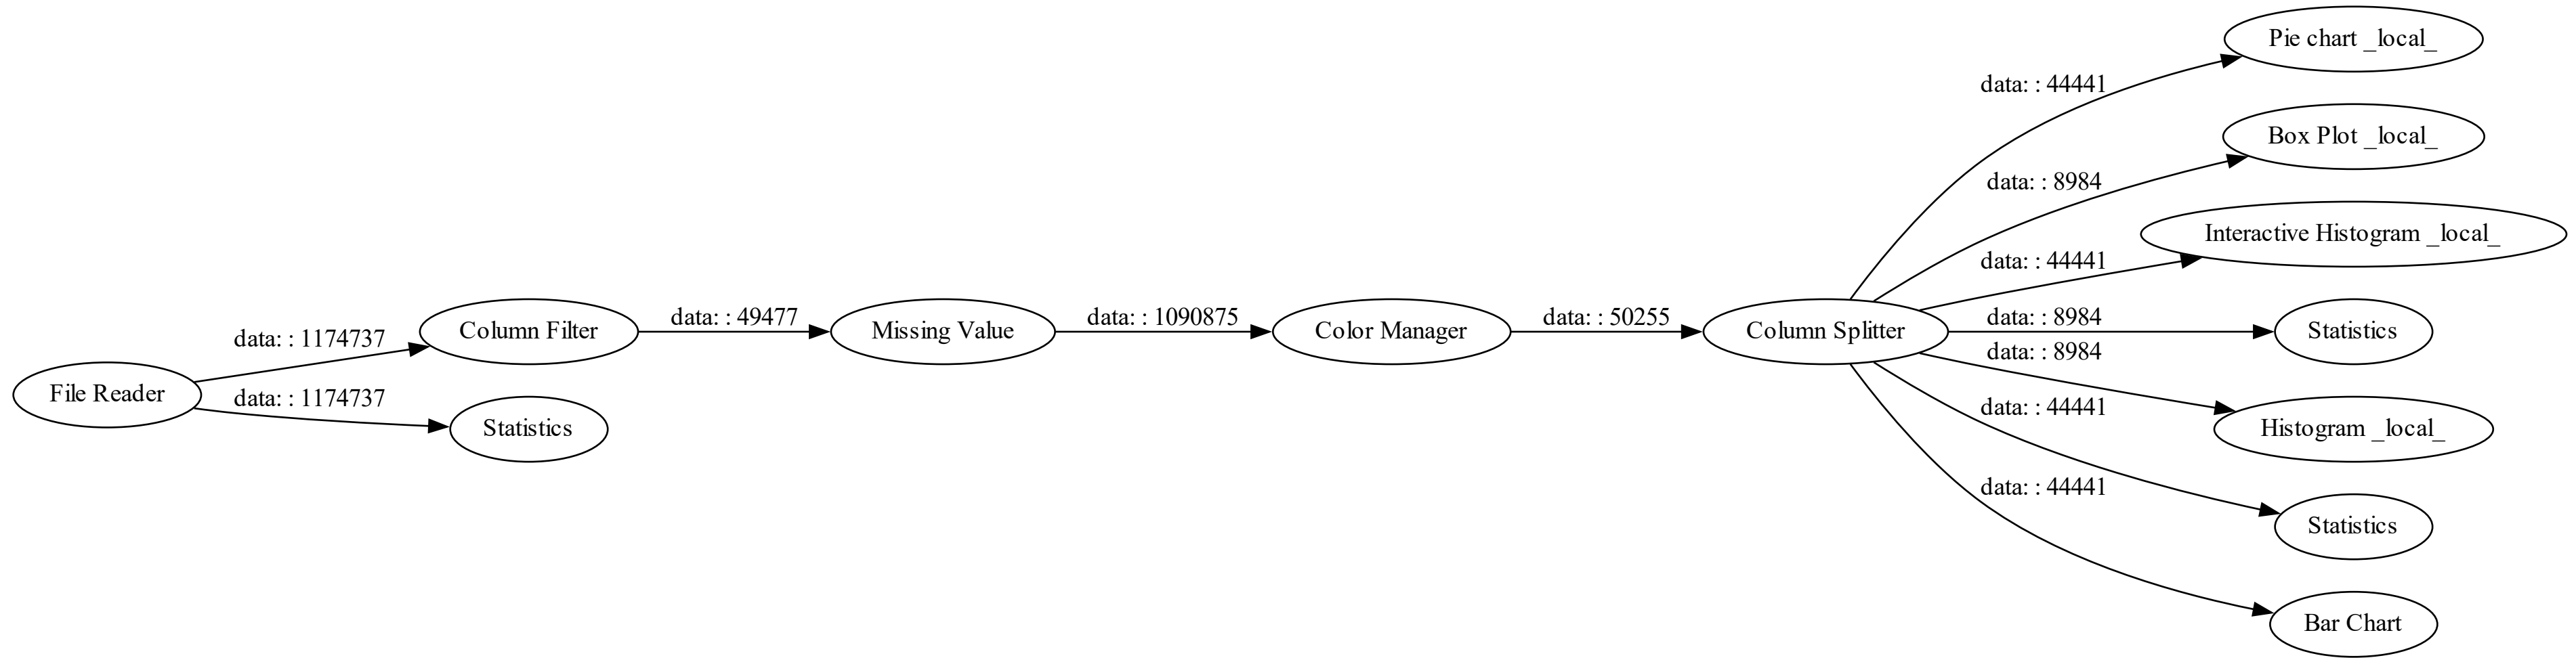 File Reader
data: : 1174737
Column Filter
data: : 1174737
Statistics
data: : 49477
Missing Value
data: : 1090875
Color Manager
data: : 50255
Column Splitter
data: : 44441
Pie chart _local_
data: : 8984
Box Plot _local_
data: : 44441
Interactive Histogram _local_
data: : 8984
Statistics
data: : 8984
Histogram _local_
data: : 44441
Statistics
data: : 44441
Bar Chart